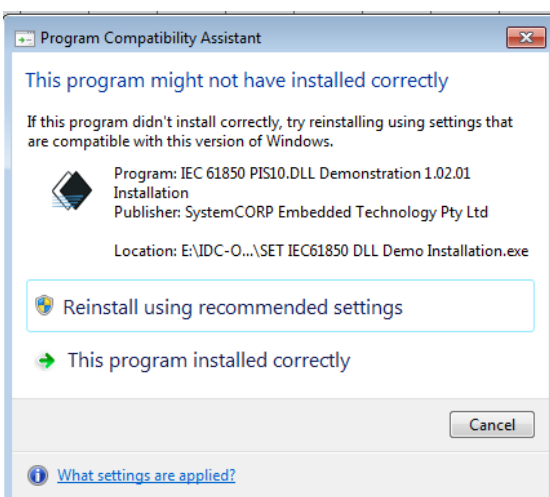 Program Compatibility Assistant
This program might not have installed correctly
If this program didn't install correctly, try reinstalling using settings that
are compatible with this version of Windows.
Program: IEC 61850 PIS10.DLL Demonstration 1.02.01
Installation
Publisher: SystemCORP Embedded Technology Pty Ltd
Location: E:\IDC-O...\SET IEC61850 DLL Demo Installation.exe
Reinstall using recommended settings
This program installed correctly
Cancel
What settings are applied?